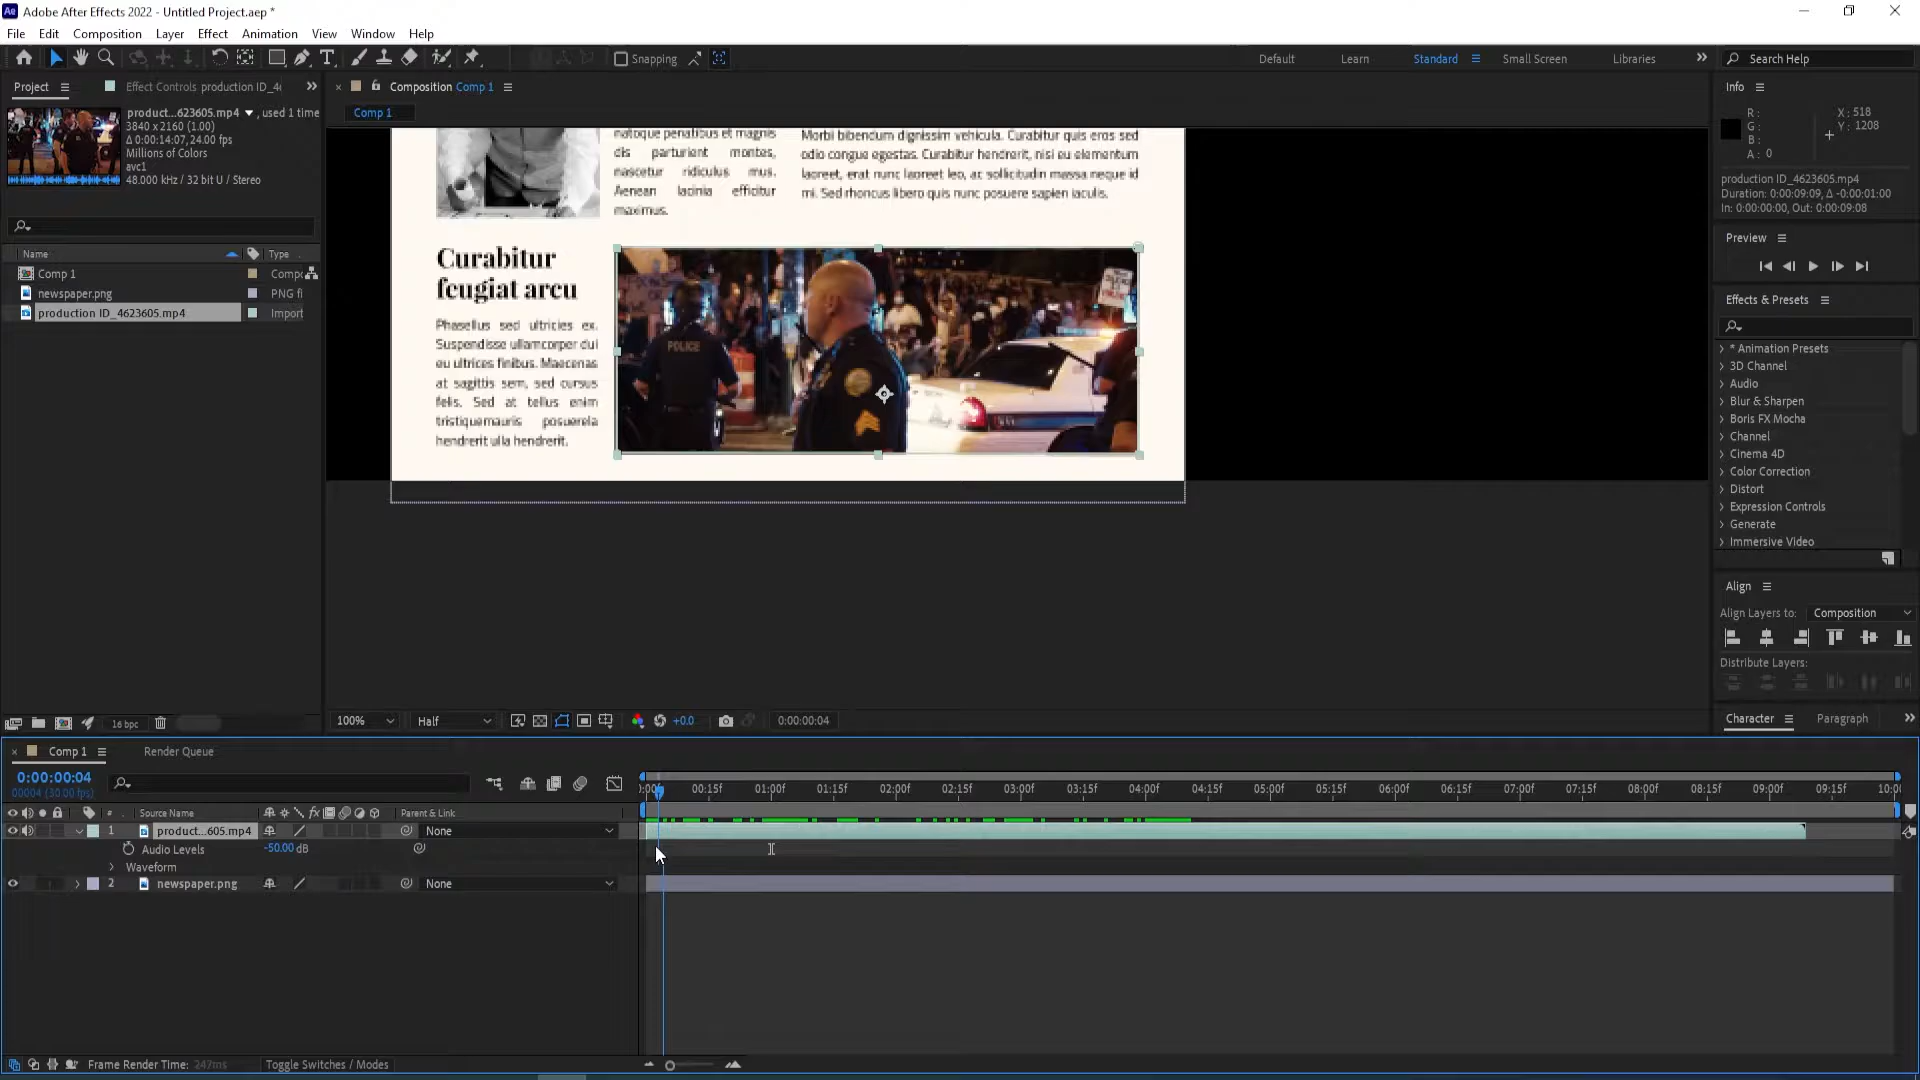 Adobe After Effects 2022 - Untitled Project.aep *
File Edit Composition Layer Effect Animation View Window Help
Snapping
Default Learn Standard Small Screen Libraries
Search Help
Project
Effect Controls production ID_4
Composition Comp 1
Comp 1
product...623605.mp4 , used 1 time
3840 x 2160 (1.00)
Δ 0:00:14:07, 24.00 fps
Millions of Colors
avc1
48.000 kHz / 32 bit U / Stereo
Name Type
Comp 1 Compo
newspaper.png PNG fi
production ID_4623605.mp4 Import
16 bpc
natoque penatibus et magnis
dis parturient montes,
nascetur ridiculus mus.
Aenean lacinia efficitur
maximus.
Morbi bibendum dignissim vehicula. Curabitur quis eros sed
odio congue egestas. Curabitur hendrerit, nisi eu elementum
laoreet, erat nunc laoreet leo, ac sollicitudin massa neque id
mi. Sed rhoncus libero quis nunc posuere sapien iaculis.
Curabitur
feugiat arcu
Phasellus sed ultricies ex.
Suspendisse ullamcorper dui
eu ultrices finibus. Maecenas
at sagittis sem, sed cursus
felis. Sed at tellus enim
tristiquemauris posuerela
hendrerit ulla hendrerit.
POLICE
100% Half +0.0 0:00:00:04
Info
R :
G :
B :
A : 0
X : 518
Y : 1208
production ID_4623605.mp4
Duration: 0:00:09:09, Δ -0:00:01:00
In: 0:00:00:00, Out: 0:00:09:08
Preview
Effects & Presets
* Animation Presets
3D Channel
Audio
Blur & Sharpen
Boris FX Mocha
Channel
Cinema 4D
Color Correction
Distort
Expression Controls
Generate
Immersive Video
Align
Align Layers to: Composition
Distribute Layers:
Character Paragraph
Comp 1 Render Queue
0:00:00:04
00004 (30.00 fps)
# Source Name fx Parent & Link
1 product...605.mp4 None
Audio Levels -50.00 dB
Waveform
2 newspaper.png None
):00f 00:15f 01:00f 01:15f 02:00f 02:15f 03:00f 03:15f 04:00f 04:15f 05:00f 05:15f 06:00f 06:15f 07:00f 07:15f 08:00f 08:15f 09:00f 09:15f 10:00
Frame Render Time: 247ms Toggle Switches / Modes